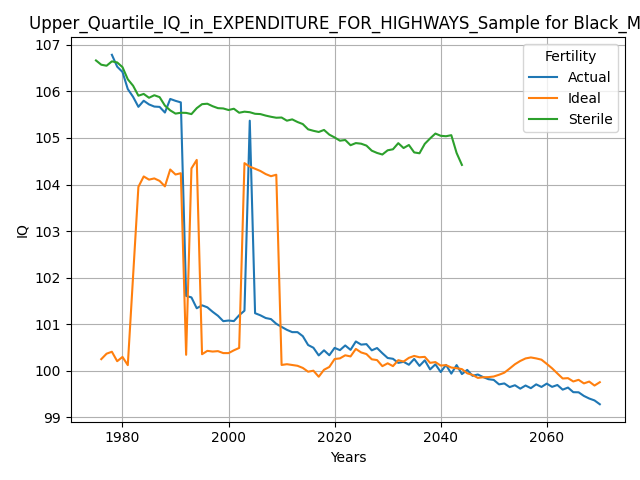 Upper_Quartile_IQ_in_EXPENDITURE_FOR_HIGHWAYS_Sample for Black_M
107
106
105
104
103
102
101
100
99
IQ
Fertility
Actual
Ideal
Sterile
1980
2000
2020
2040
2060
Years